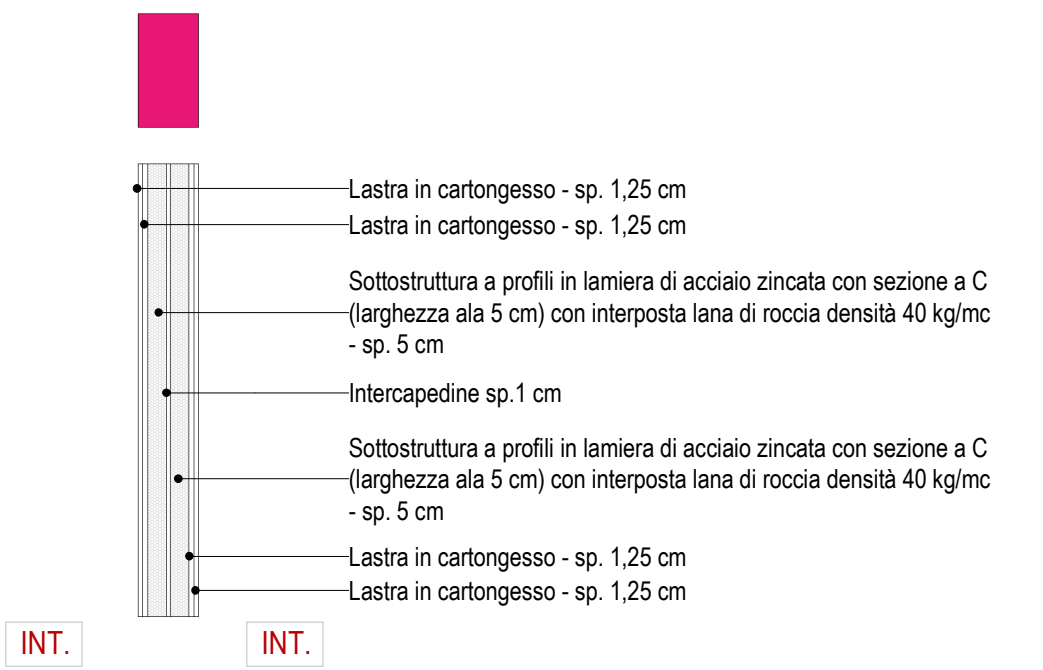 Lastra in cartongesso - sp. 1,25 cm
Lastra in cartongesso - sp. 1,25 cm
Sottostruttura a profili in lamiera di acciaio zincata con sezione a C
(larghezza ala 5 cm) con interposta lana di roccia densità 40 kg/mc
- sp. 5 cm
Intercapedine sp.1 cm
Sottostruttura a profili in lamiera di acciaio zincata con sezione a C
(larghezza ala 5 cm) con interposta lana di roccia densità 40 kg/mc
- sp. 5 cm
Lastra in cartongesso - sp. 1,25 cm
Lastra in cartongesso - sp. 1,25 cm
INT.
INT.